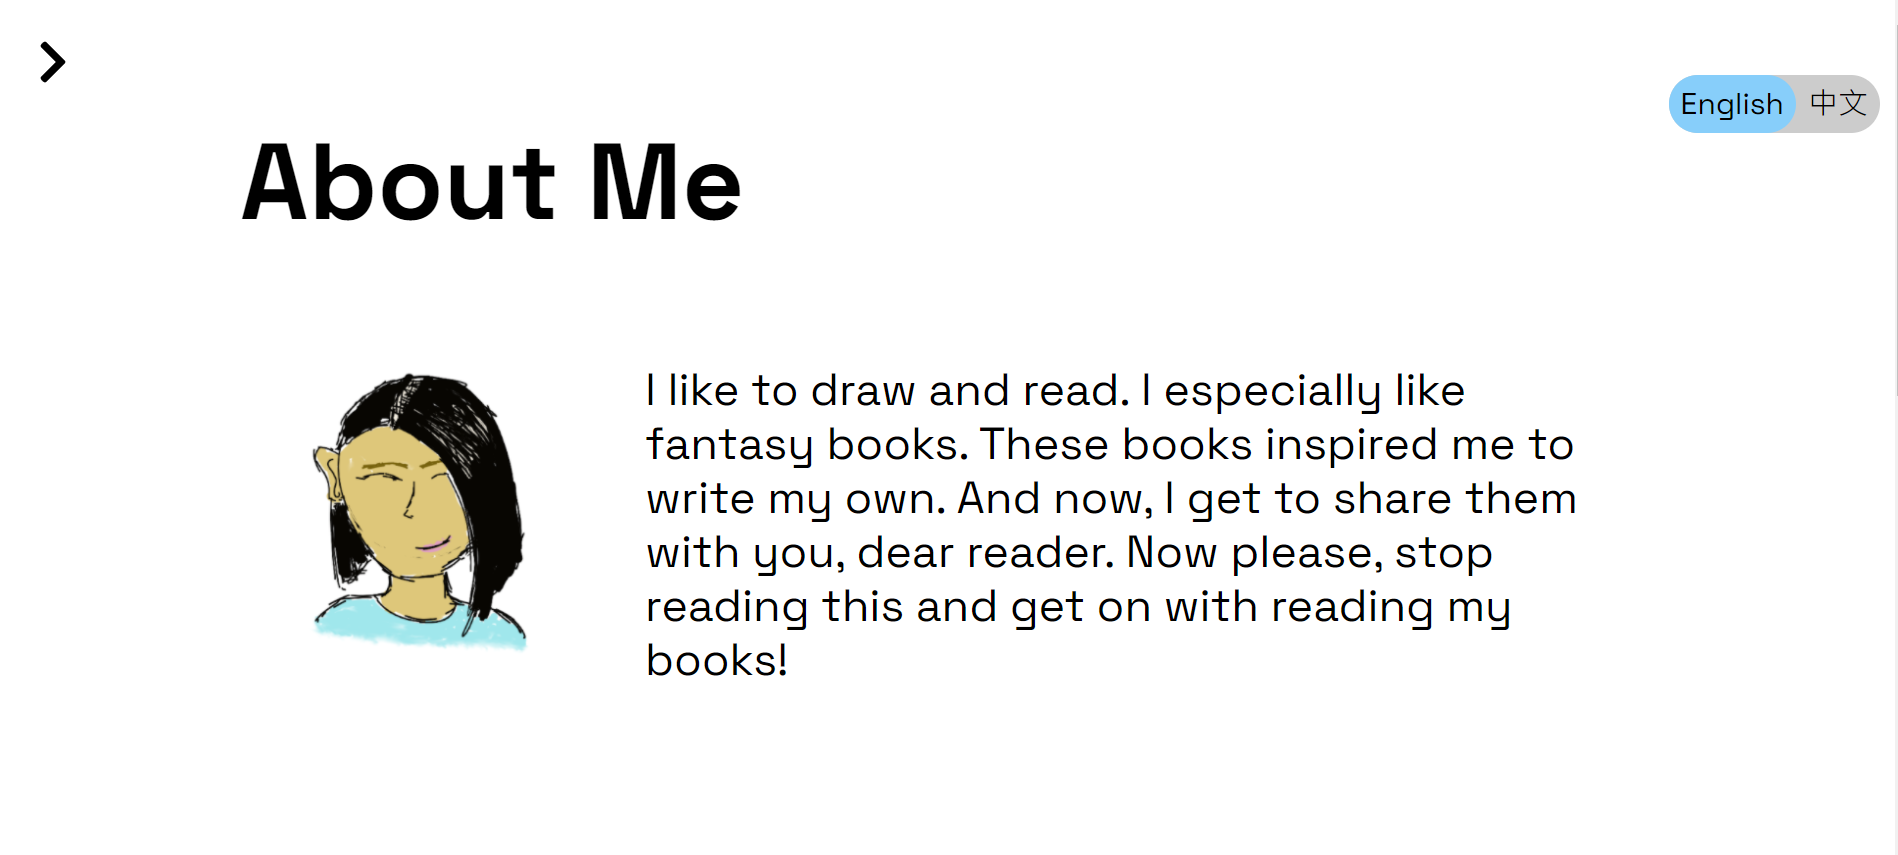 English 中文
About Me
I like to draw and read. I especially like
fantasy books. These books inspired me to
write my own. And now, I get to share them
with you, dear reader. Now please, stop
reading this and get on with reading my
books!